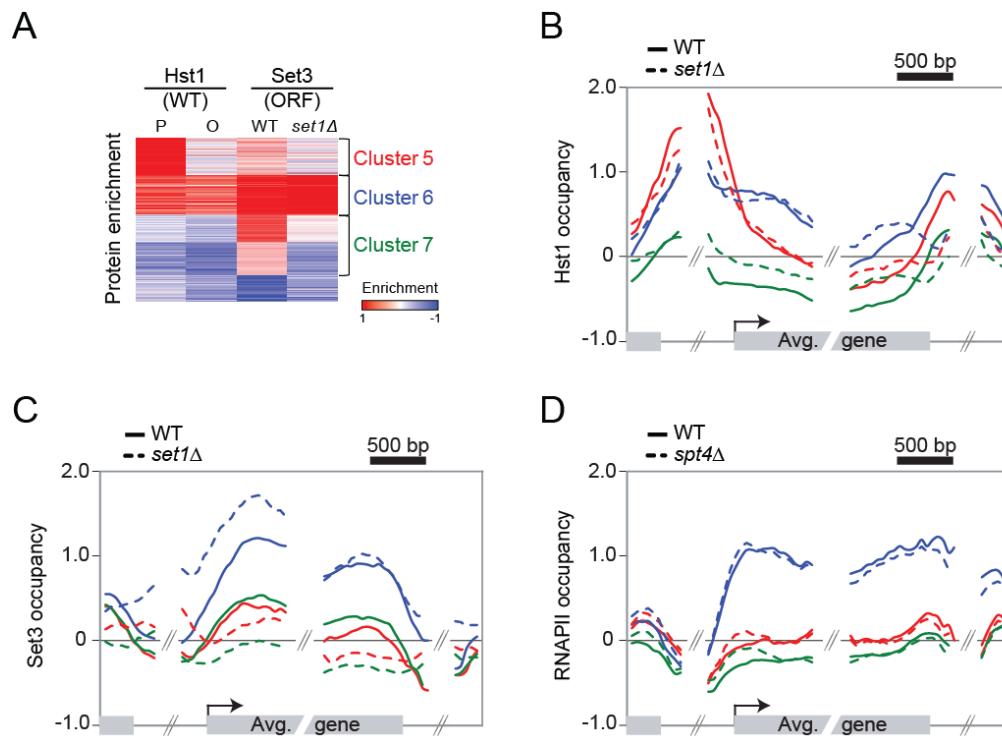 A
Hst1 Set3
(WT) (ORF)
P O WT set1Δ
Protein enrichment
Cluster 5
Cluster 6
Cluster 7
Enrichment
1 -1
B
WT
set1Δ
500 bp
2.0
1.0
0
-1.0
Hst1 occupancy
Avg. gene
C
WT
set1Δ
500 bp
2.0
1.0
0
-1.0
Set3 occupancy
Avg. gene
D
WT
spt4Δ
500 bp
2.0
1.0
0
-1.0
RNAPII occupancy
Avg. gene